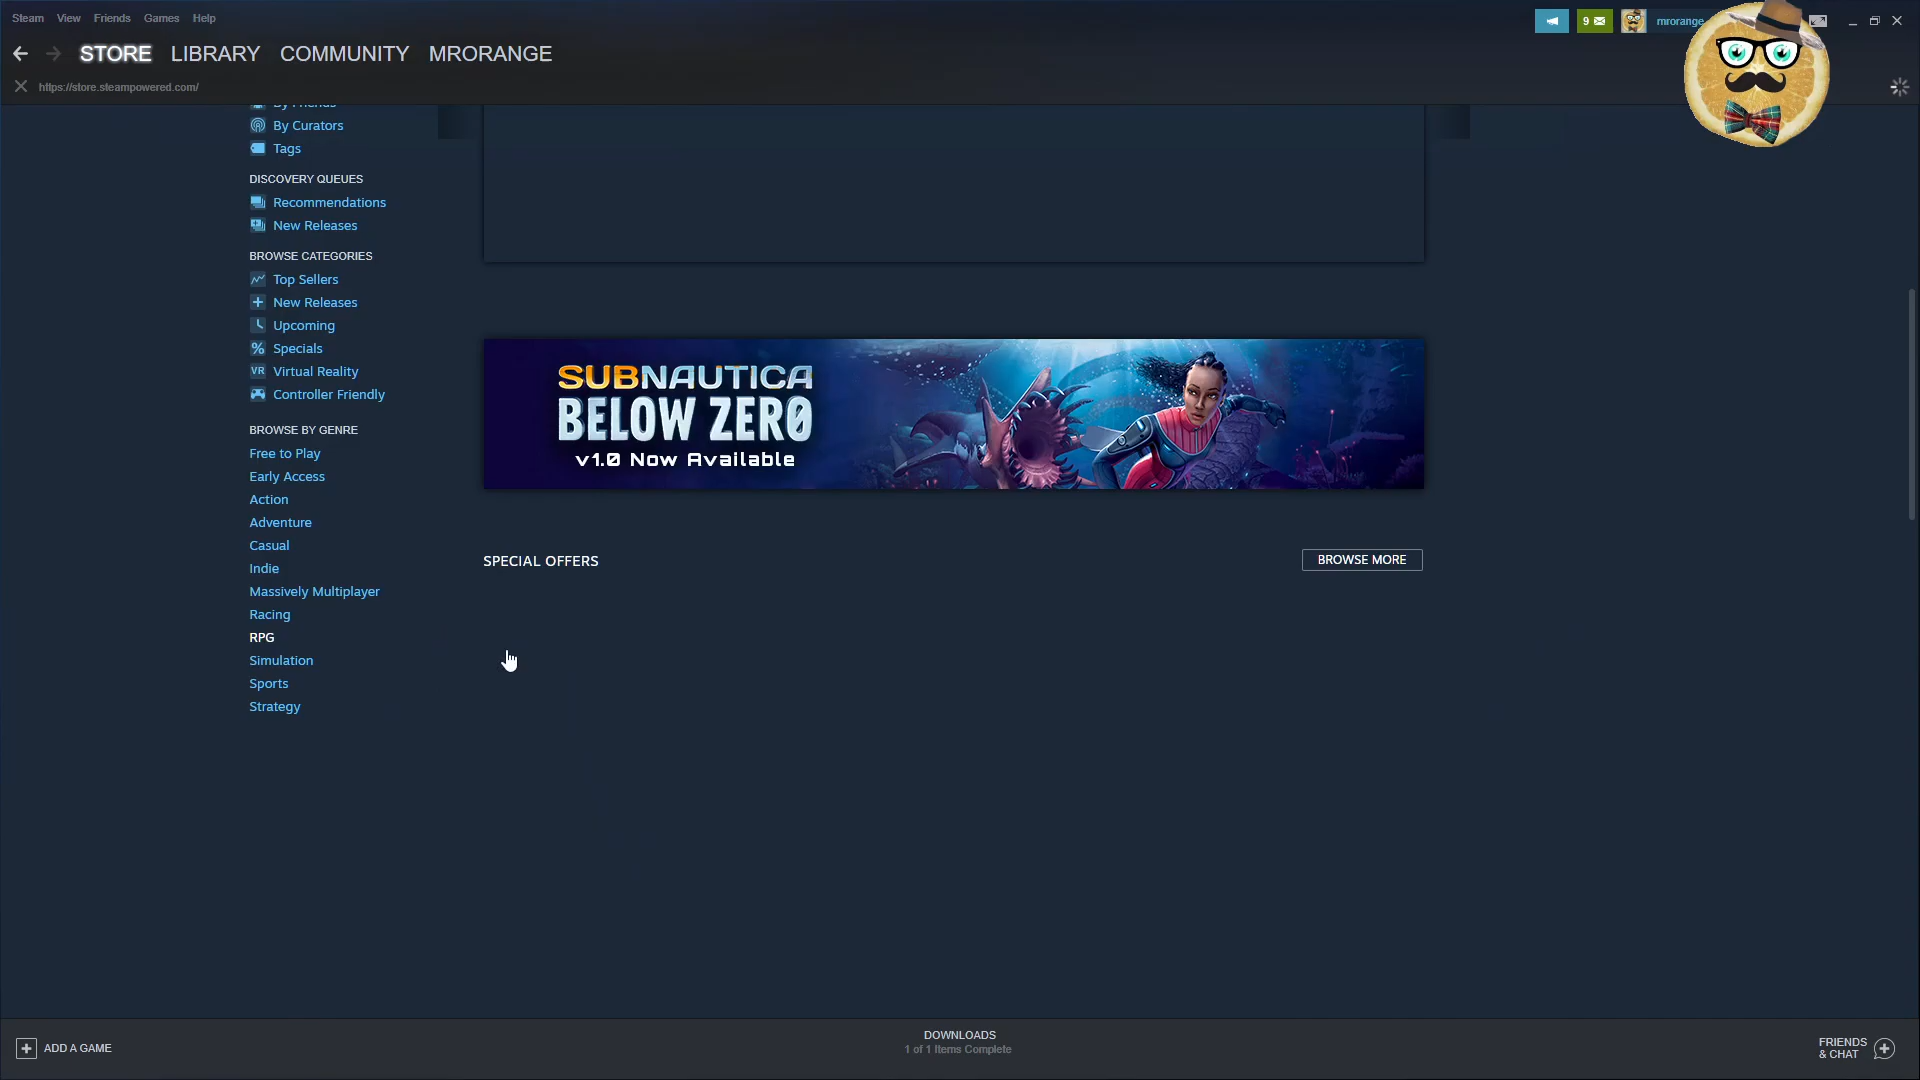 Steam View Friends Games Help
9
mrorange
STORE LIBRARY COMMUNITY MRORANGE
https://store.steampowered.com/
By Friends
By Curators
Tags
DISCOVERY QUEUES
Recommendations
New Releases
BROWSE CATEGORIES
Top Sellers
New Releases
Upcoming
% Specials
VR Virtual Reality
Controller Friendly
BROWSE BY GENRE
Free to Play
Early Access
Action
Adventure
Casual
Indie
Massively Multiplayer
Racing
RPG
Simulation
Sports
Strategy
SUBNAUTICA
BELOW ZERO
v1.0 Now Available
SPECIAL OFFERS
BROWSE MORE
ADD A GAME
DOWNLOADS
1 of 1 Items Complete
FRIENDS
& CHAT